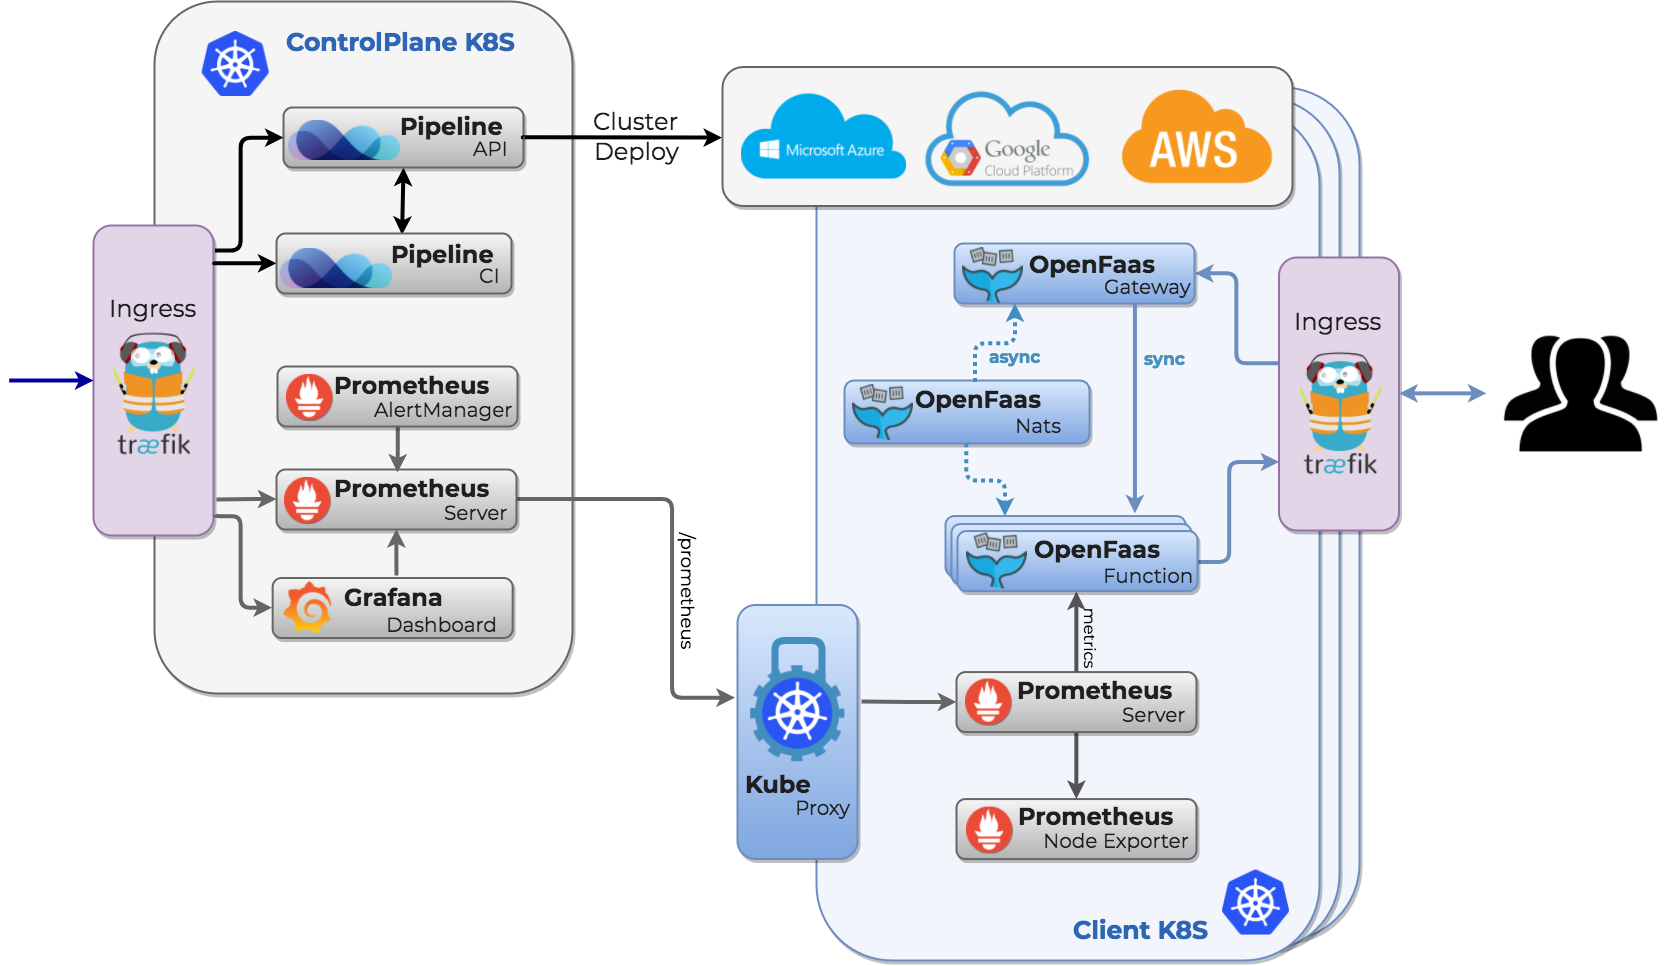 ControlPlane K8S
Pipeline
API
Cluster
Deploy
Microsoft Azure
Google
Cloud Platform
AWS
Pipeline
CI
Ingress
træfik
Prometheus
AlertManager
Prometheus
Server
Grafana
Dashboard
/prometheus
OpenFaas
Gateway
async
sync
OpenFaas
Nats
OpenFaas
Function
Ingress
træfik
metrics
Kube
Proxy
Prometheus
Server
Prometheus
Node Exporter
Client K8S